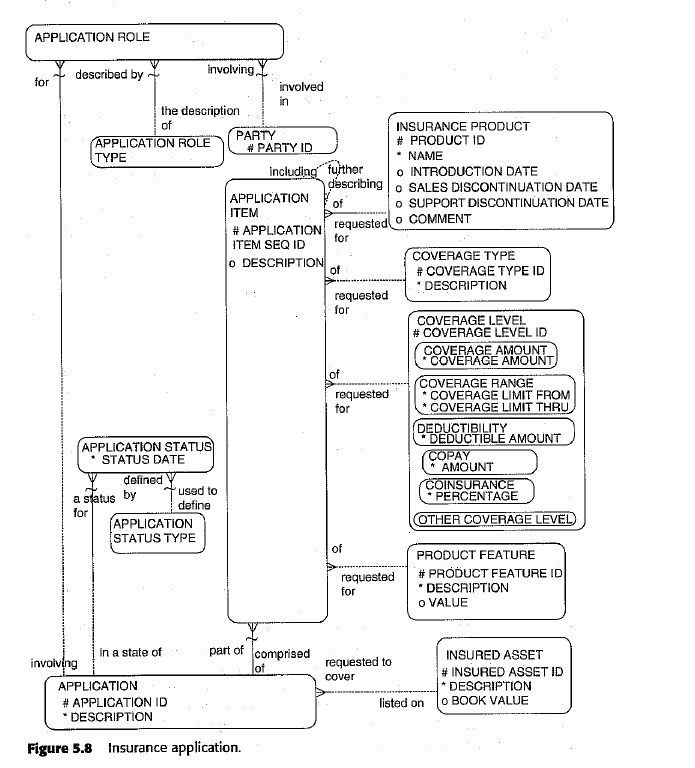 APPLICATION ROLE
for
described by
involving
involved
in
the description
of
APPLICATION ROLE
TYPE
PARTY
# PARTY ID
INSURANCE PRODUCT
# PRODUCT ID
* NAME
o INTRODUCTION DATE
o SALES DISCONTINUATION DATE
o SUPPORT DISCONTINUATION DATE
o COMMENT
including
further
describing
APPLICATION
ITEM
# APPLICATION
ITEM SEQ ID
o DESCRIPTION
of
requested
for
COVERAGE TYPE
# COVERAGE TYPE ID
* DESCRIPTION
of
requested
for
COVERAGE LEVEL
# COVERAGE LEVEL ID
COVERAGE AMOUNT
* COVERAGE AMOUNT
COVERAGE RANGE
* COVERAGE LIMIT FROM
* COVERAGE LIMIT THRU
DEDUCTIBILITY
* DEDUCTIBLE AMOUNT
COPAY
* AMOUNT
COINSURANCE
* PERCENTAGE
OTHER COVERAGE LEVEL
of
requested
for
APPLICATION STATUS
* STATUS DATE
a status
for
defined
by
used to
define
APPLICATION
STATUS TYPE
of
requested
for
PRODUCT FEATURE
# PRODUCT FEATURE ID
* DESCRIPTION
o VALUE
involving
in a state of
part of
comprised
of
requested to
cover
listed on
INSURED ASSET
# INSURED ASSET ID
* DESCRIPTION
o BOOK VALUE
APPLICATION
# APPLICATION ID
* DESCRIPTION
Figure 5.8 Insurance application.